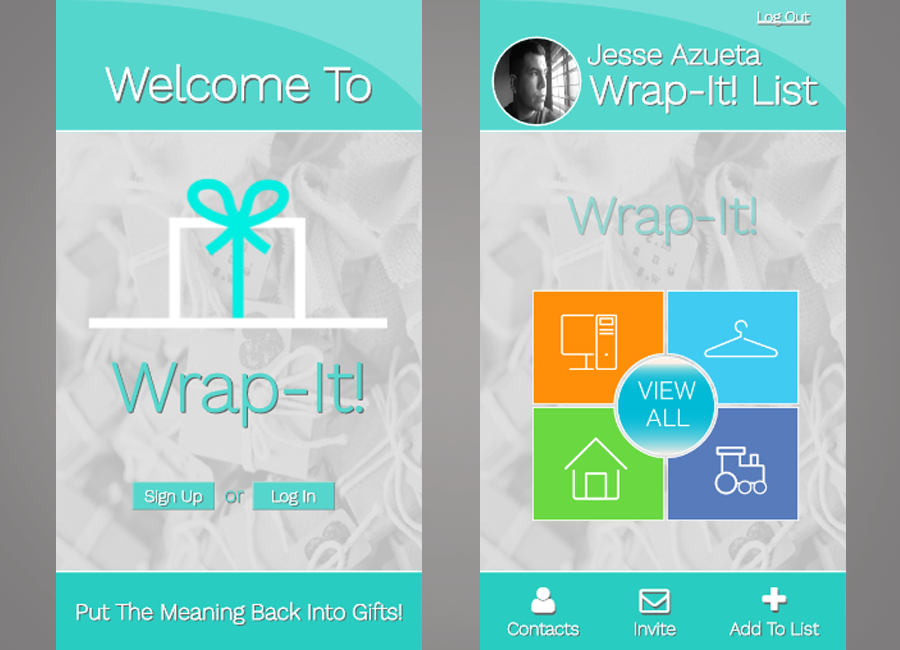 Welcome To
Wrap-It!
Sign Up or Log In
Put The Meaning Back Into Gifts!
Log Out
Jesse Azueta
Wrap-It! List
Wrap-It!
VIEW
ALL
Contacts
Invite
Add To List